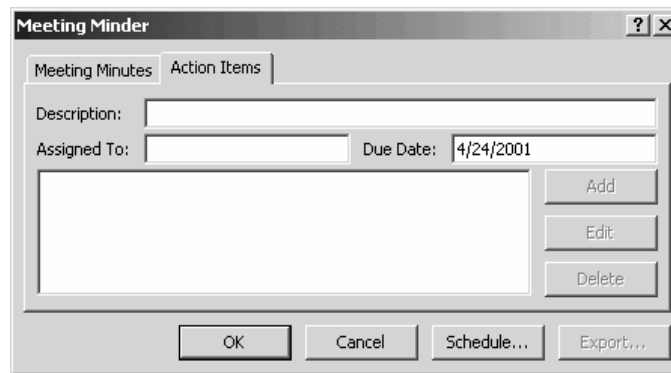 Meeting Minder
Meeting Minutes Action Items
Description:
Assigned To: Due Date: 4/24/2001
Add
Edit
Delete
OK Cancel Schedule... Export...